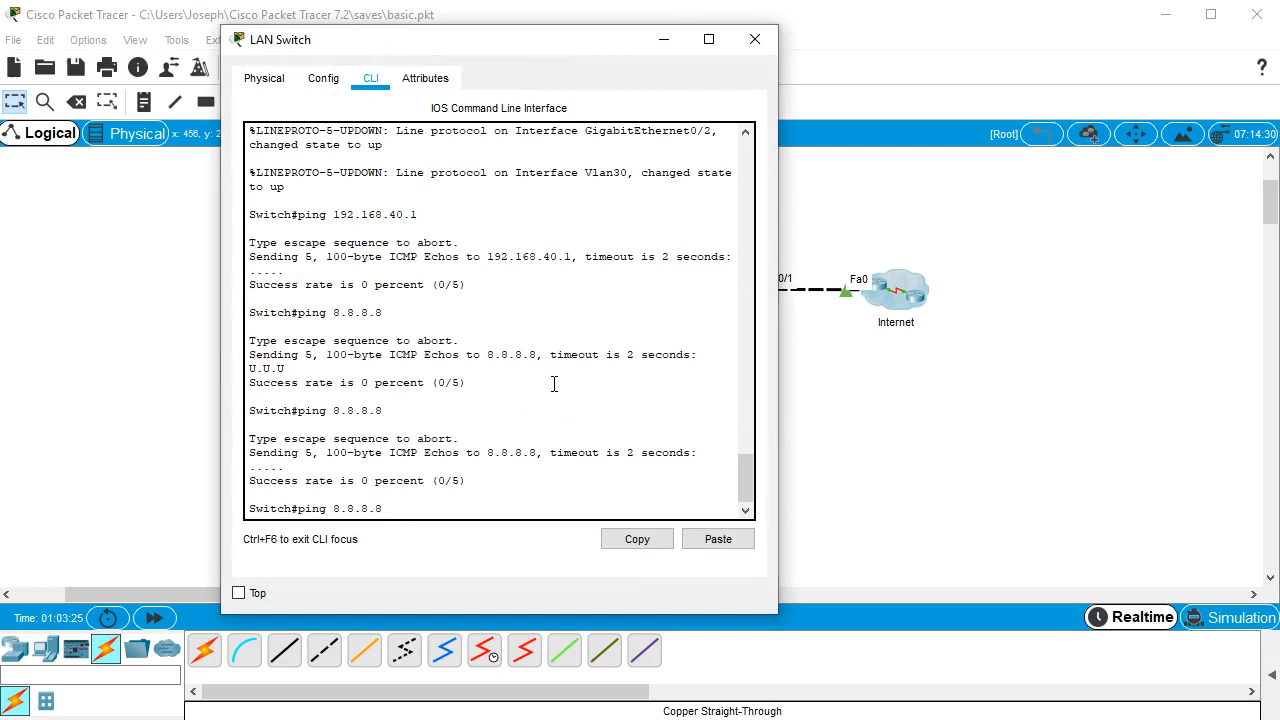 Cisco Packet Tracer - C:\Users\Joseph\Cisco Packet Tracer 7.2\saves\basic.pkt
File Edit Options View Tools Ext
LAN Switch
Physical Config CLI Attributes
IOS Command Line Interface
Logical Physical x: 456, y: 2
[Root] 07:14:30
%LINEPROTO-5-UPDOWN: Line protocol on Interface GigabitEthernet0/2,
changed state to up
%LINEPROTO-5-UPDOWN: Line protocol on Interface Vlan30, changed state
to up
Switch#ping 192.168.40.1
Type escape sequence to abort.
Sending 5, 100-byte ICMP Echos to 192.168.40.1, timeout is 2 seconds:
.....
Success rate is 0 percent (0/5)
Switch#ping 8.8.8.8
Type escape sequence to abort.
Sending 5, 100-byte ICMP Echos to 8.8.8.8, timeout is 2 seconds:
U.U.U
Success rate is 0 percent (0/5)
Switch#ping 8.8.8.8
Type escape sequence to abort.
Sending 5, 100-byte ICMP Echos to 8.8.8.8, timeout is 2 seconds:
.....
Success rate is 0 percent (0/5)
Switch#ping 8.8.8.8
0/1 Fa0
Internet
Ctrl+F6 to exit CLI focus
Copy Paste
Top
Time: 01:03:25
Realtime Simulation
Copper Straight-Through